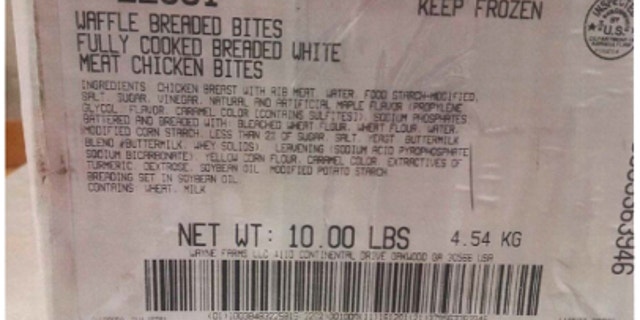 KEEP FROZEN
WAFFLE BREADED BITES
FULLY COOKED BREADED WHITE
MEAT CHICKEN BITES
INGREDIENTS: CHICKEN BREAST WITH RIB MEAT, WATER, FOOD STARCH-MODIFIED,
SALT, SUGAR, VINEGAR, NATURAL AND ARTIFICIAL MAPLE FLAVOR (PROPYLENE
GLYCOL, FLAVOR, CARAMEL COLOR [CONTAINS SULFITES]), SODIUM PHOSPHATES
BATTERED AND BREADED WITH: BLEACHED WHEAT FLOUR, WHEAT FLOUR, WATER,
MODIFIED CORN STARCH, LESS THAN 2% OF SUGAR, SALT, YEAST, BUTTERMILK
BLEND (BUTTERMILK, WHEY SOLIDS), LEAVENING (SODIUM ACID PYROPHOSPHATE
SODIUM BICARBONATE), YELLOW CORN FLOUR, CARAMEL COLOR, EXTRACTIVES OF
TURMERIC, DEXTROSE, SOYBEAN OIL, MODIFIED POTATO STARCH
BREADING SET IN SOYBEAN OIL
CONTAINS: WHEAT, MILK
NET WT: 10.00 LBS 4.54 KG
WAYNE FARMS LLC 4110 CONTINENTAL DRIVE OAKWOOD GA 30566 USA